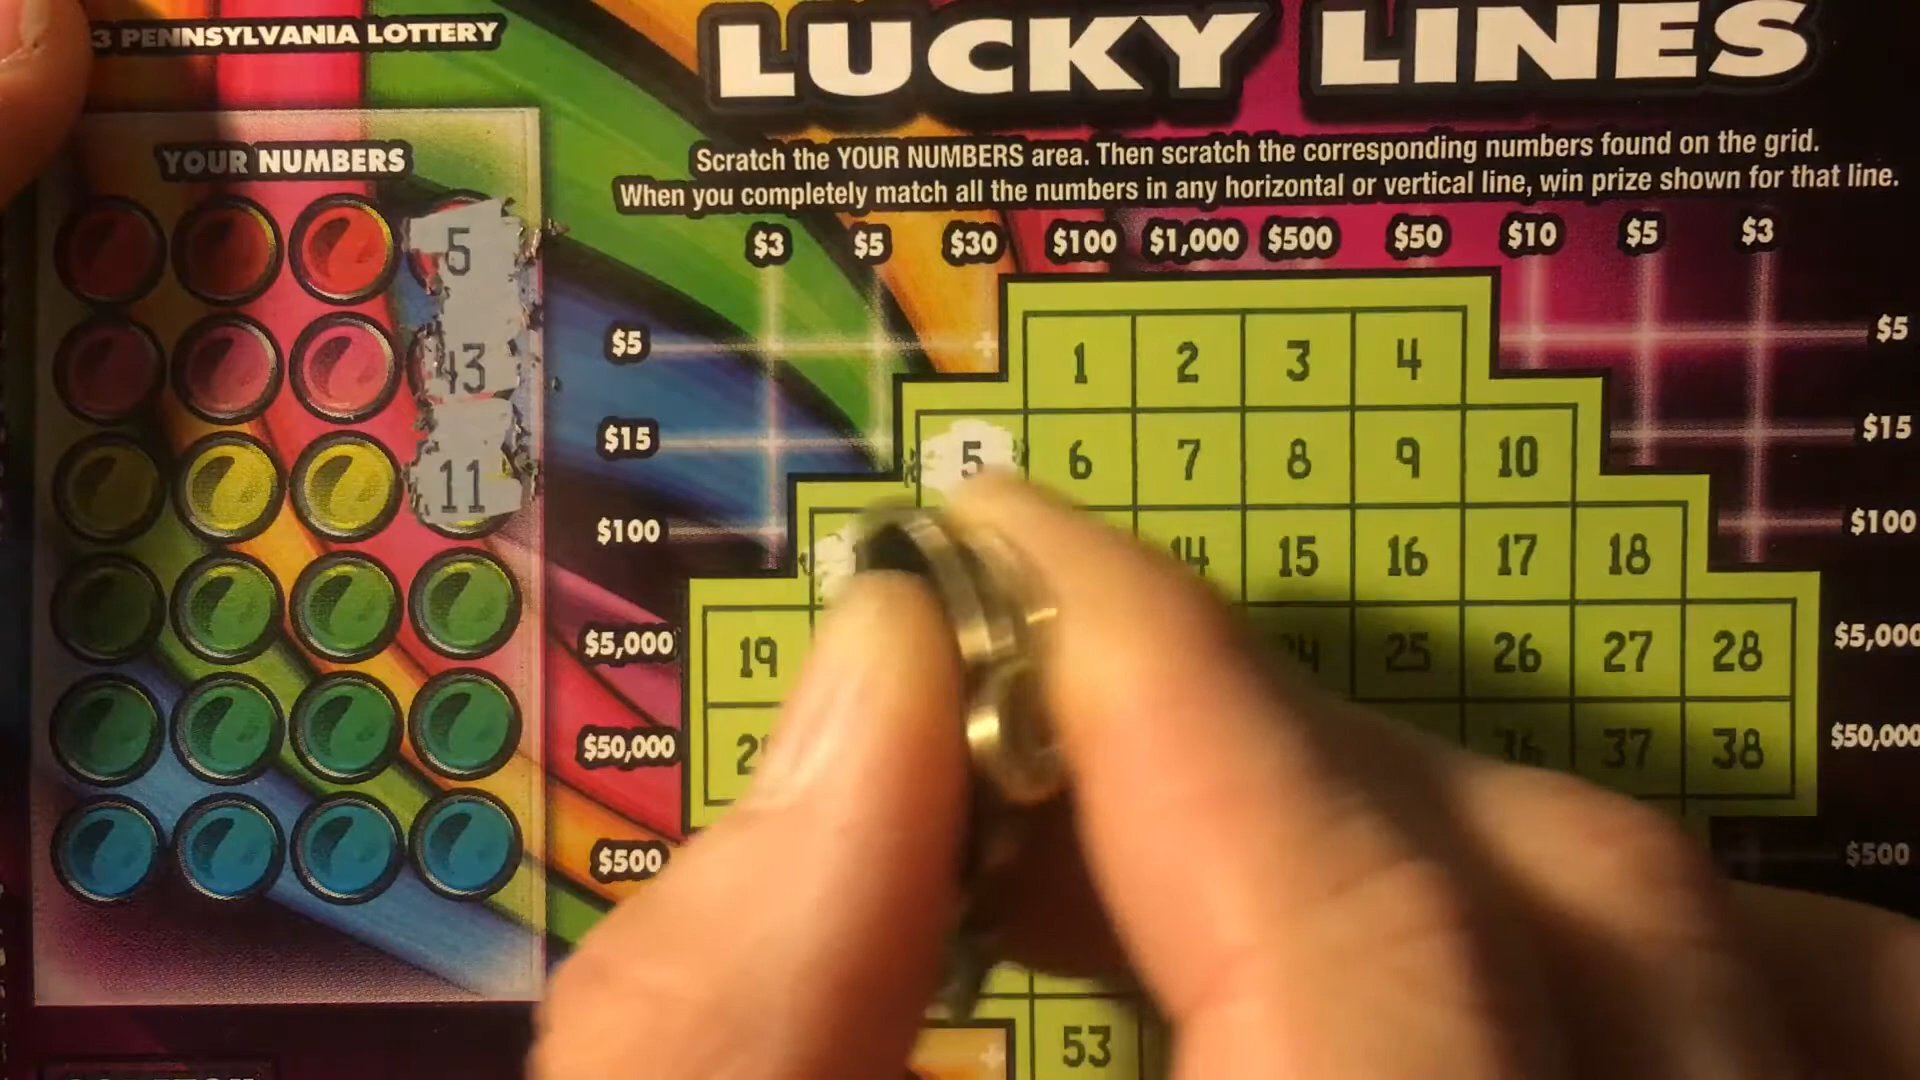 3 PENNSYLVANIA LOTTERY
LUCKY LINES
YOUR NUMBERS
5
43
11
Scratch the YOUR NUMBERS area. Then scratch the corresponding numbers found on the grid.
When you completely match all the numbers in any horizontal or vertical line, win prize shown for that line.
$3 $5 $30 $100 $1,000 $500 $50 $10 $5 $3
$5 1 2 3 4 $5
$15 5 6 7 8 9 10 $15
$100 14 15 16 17 18 $100
$5,000 19 24 25 26 27 28 $5,000
$50,000 36 37 38 $50,000
$500 $500
53